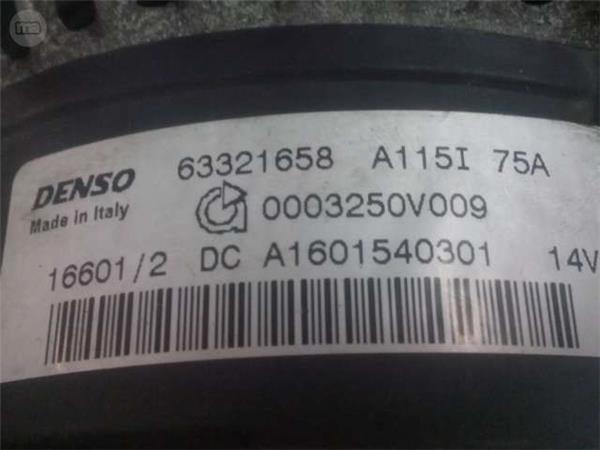 DENSO 63321658 A115I 75A
Made in Italy 0003250V009
16601/2 DC A1601540301 14V